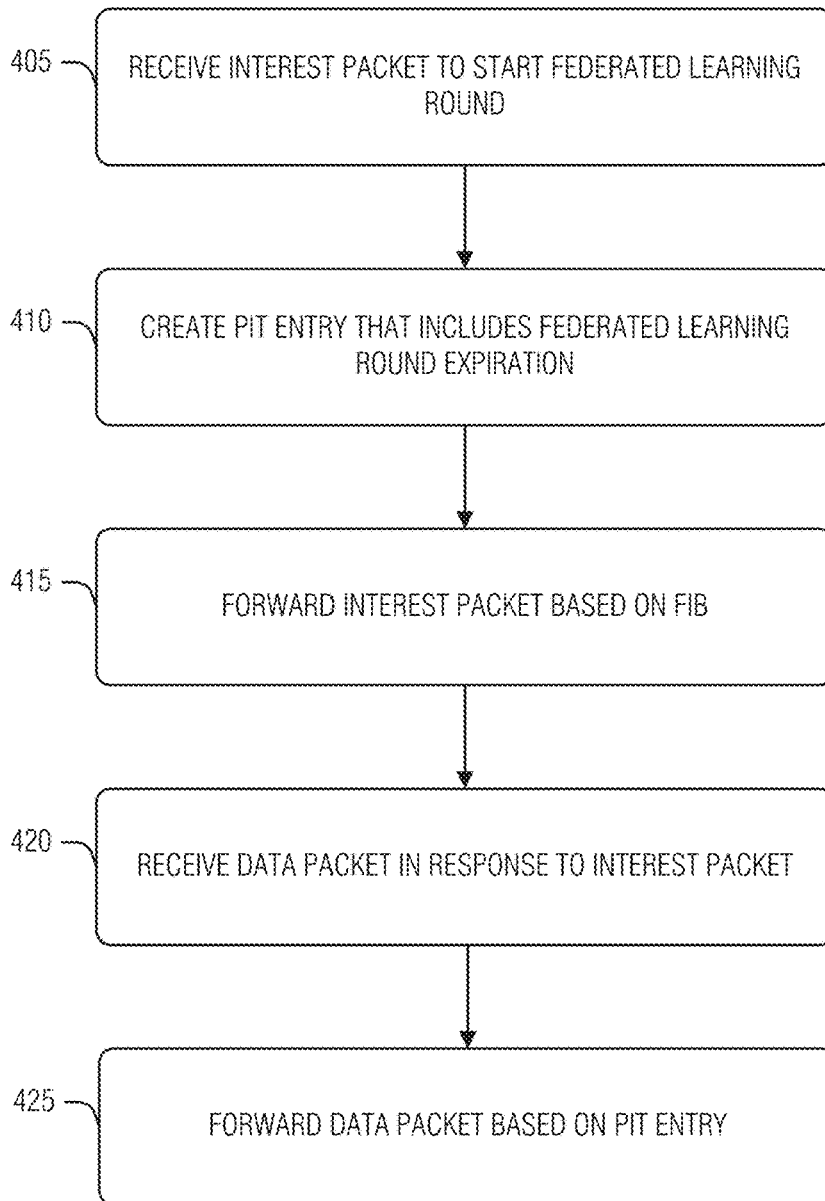 405
RECEIVE INTEREST PACKET TO START FEDERATED LEARNING
ROUND
410
CREATE PIT ENTRY THAT INCLUDES FEDERATED LEARNING
ROUND EXPIRATION
415
FORWARD INTEREST PACKET BASED ON FIB
420
RECEIVE DATA PACKET IN RESPONSE TO INTEREST PACKET
425
FORWARD DATA PACKET BASED ON PIT ENTRY